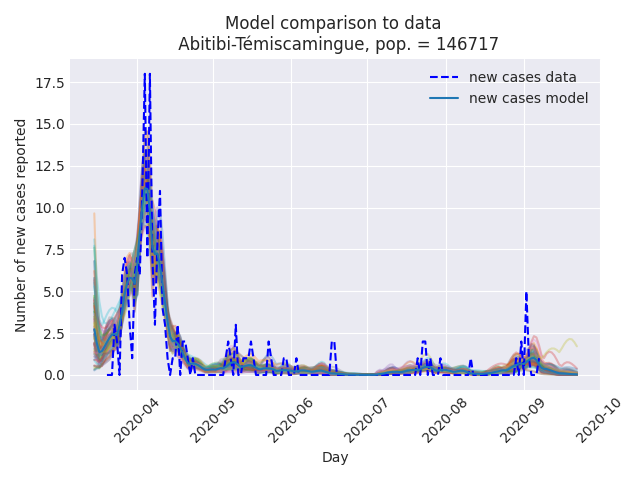 Model comparison to data
Abitibi-Témiscamingue, pop. = 146717
new cases data
new cases model
Number of new cases reported
17.5
15.0
12.5
10.0
7.5
5.0
2.5
0.0
2020-04
2020-05
2020-06
2020-07
2020-08
2020-09
2020-10
Day